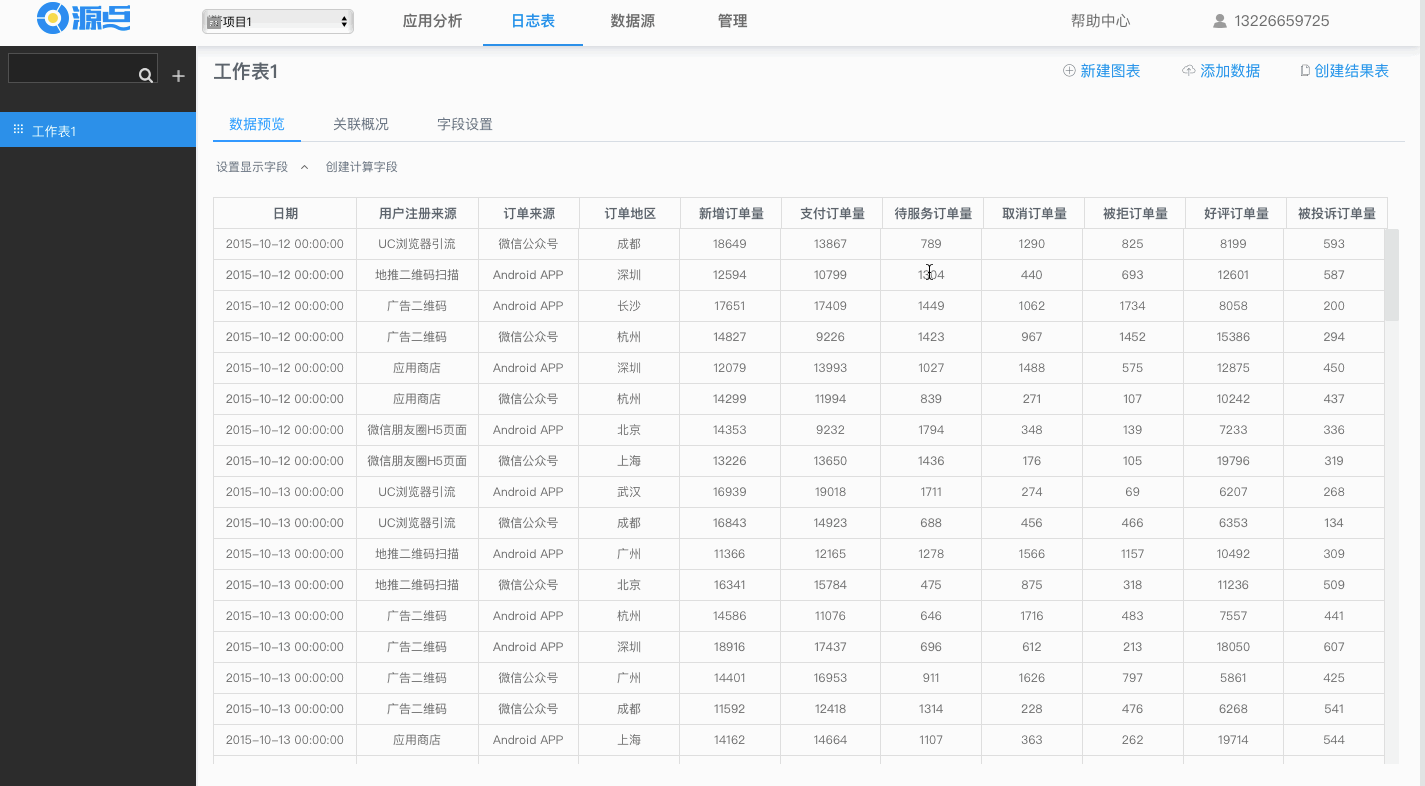 源点 项目1 应用分析 日志表 数据源 管理 帮助中心 13226659725
工作表1 新建图表 添加数据 创建结果表
工作表1
数据预览 关联概况 字段设置
设置显示字段 创建计算字段
日期 用户注册来源 订单来源 订单地区 新增订单量 支付订单量 待服务订单量 取消订单量 被拒订单量 好评订单量 被投诉订单量
2015-10-12 00:00:00 UC浏览器引流 微信公众号 成都 18649 13867 789 1290 825 8199 593
2015-10-12 00:00:00 地推二维码扫描 Android APP 深圳 12594 10799 1304 440 693 12601 587
2015-10-12 00:00:00 广告二维码 Android APP 长沙 17651 17409 1449 1062 1734 8058 200
2015-10-12 00:00:00 广告二维码 微信公众号 杭州 14827 9226 1423 967 1452 15386 294
2015-10-12 00:00:00 应用商店 Android APP 深圳 12079 13993 1027 1488 575 12875 450
2015-10-12 00:00:00 应用商店 微信公众号 杭州 14299 11994 839 271 107 10242 437
2015-10-12 00:00:00 微信朋友圈H5页面 Android APP 北京 14353 9232 1794 348 139 7233 336
2015-10-12 00:00:00 微信朋友圈H5页面 微信公众号 上海 13226 13650 1436 176 105 19796 319
2015-10-13 00:00:00 UC浏览器引流 Android APP 武汉 16939 19018 1711 274 69 6207 268
2015-10-13 00:00:00 UC浏览器引流 微信公众号 成都 16843 14923 688 456 466 6353 134
2015-10-13 00:00:00 地推二维码扫描 Android APP 广州 11366 12165 1278 1566 1157 10492 309
2015-10-13 00:00:00 地推二维码扫描 微信公众号 北京 16341 15784 475 875 318 11236 509
2015-10-13 00:00:00 广告二维码 Android APP 杭州 14586 11076 646 1716 483 7557 441
2015-10-13 00:00:00 广告二维码 Android APP 深圳 18916 17437 696 612 213 18050 607
2015-10-13 00:00:00 广告二维码 微信公众号 广州 14401 16953 911 1626 797 5861 425
2015-10-13 00:00:00 广告二维码 微信公众号 成都 11592 12418 1314 228 476 6268 541
2015-10-13 00:00:00 应用商店 Android APP 上海 14162 14664 1107 363 262 19714 544